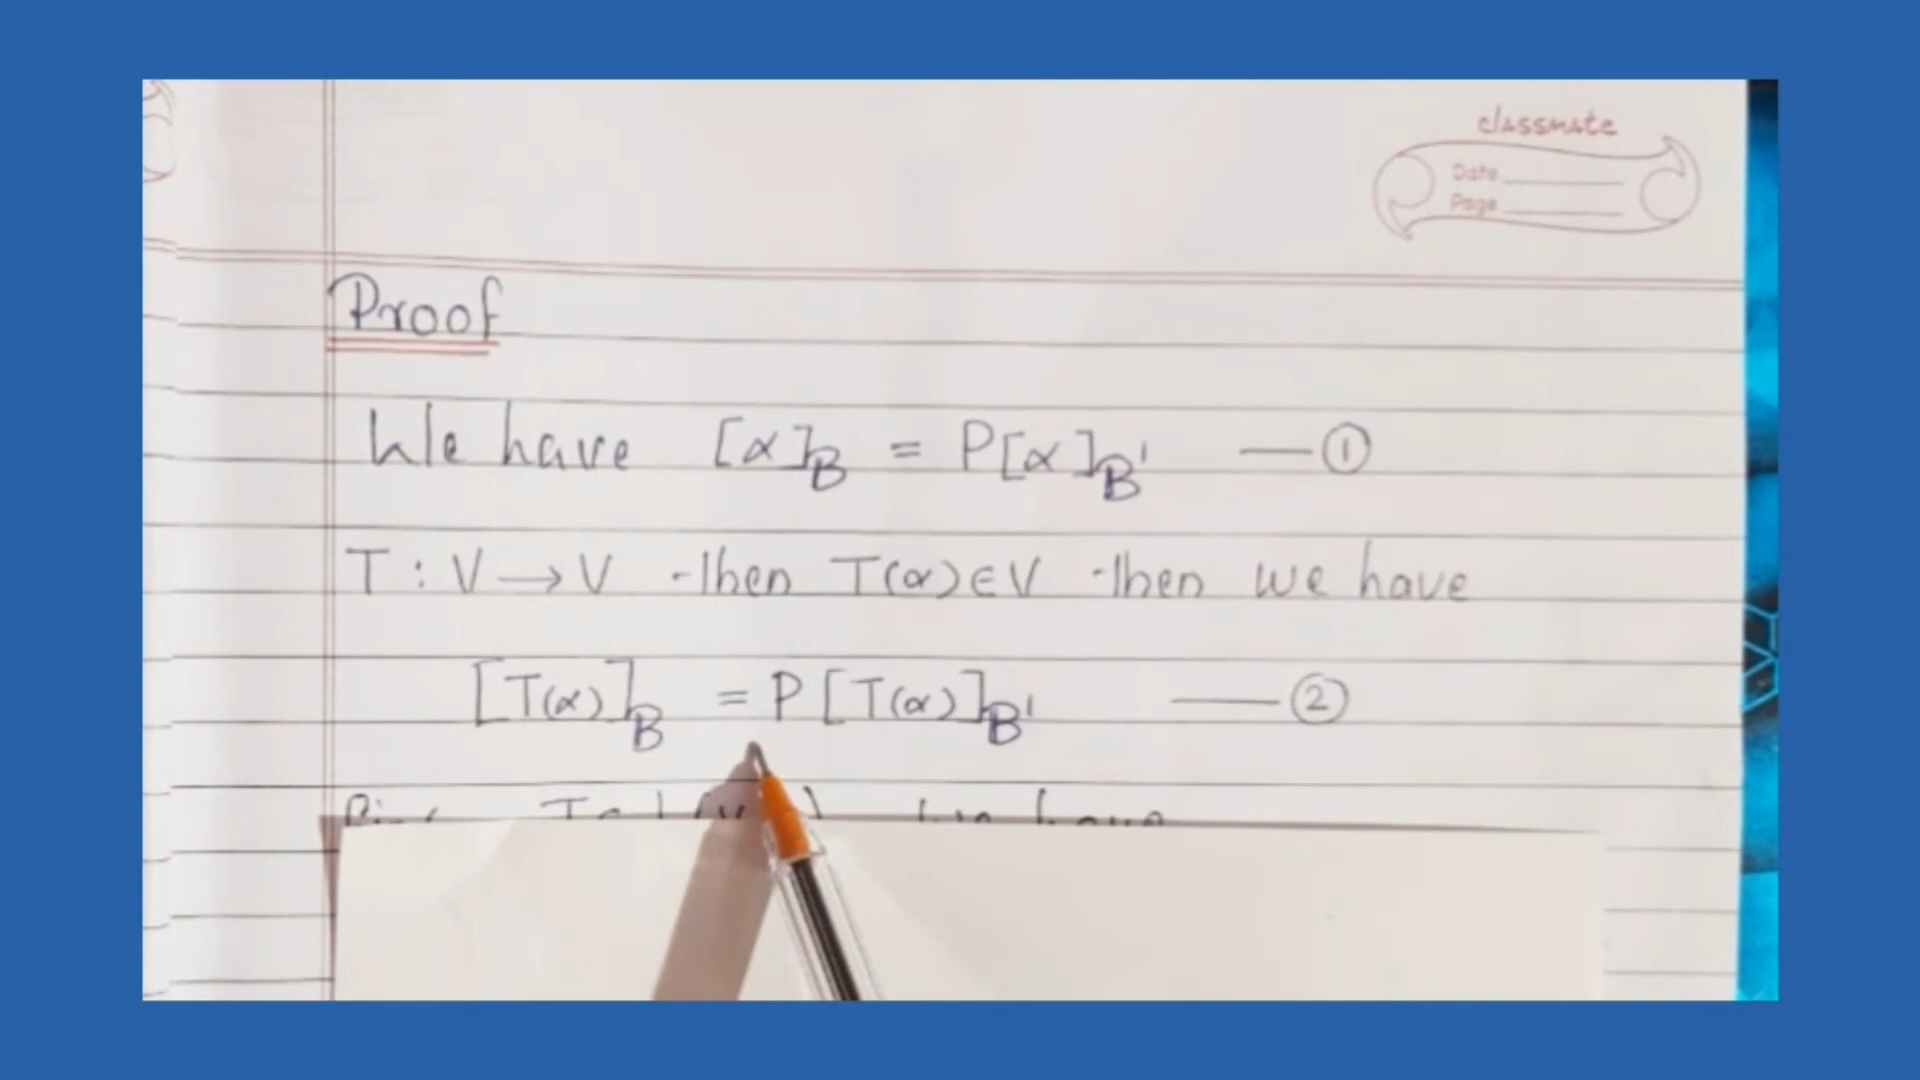 classmate
Date
Page
Proof
We have [α]_B = P[α]_B' — ①
T : V → V then T(α) ∈ V then we have
[T(α)]_B = P [T(α)]_B' — ②